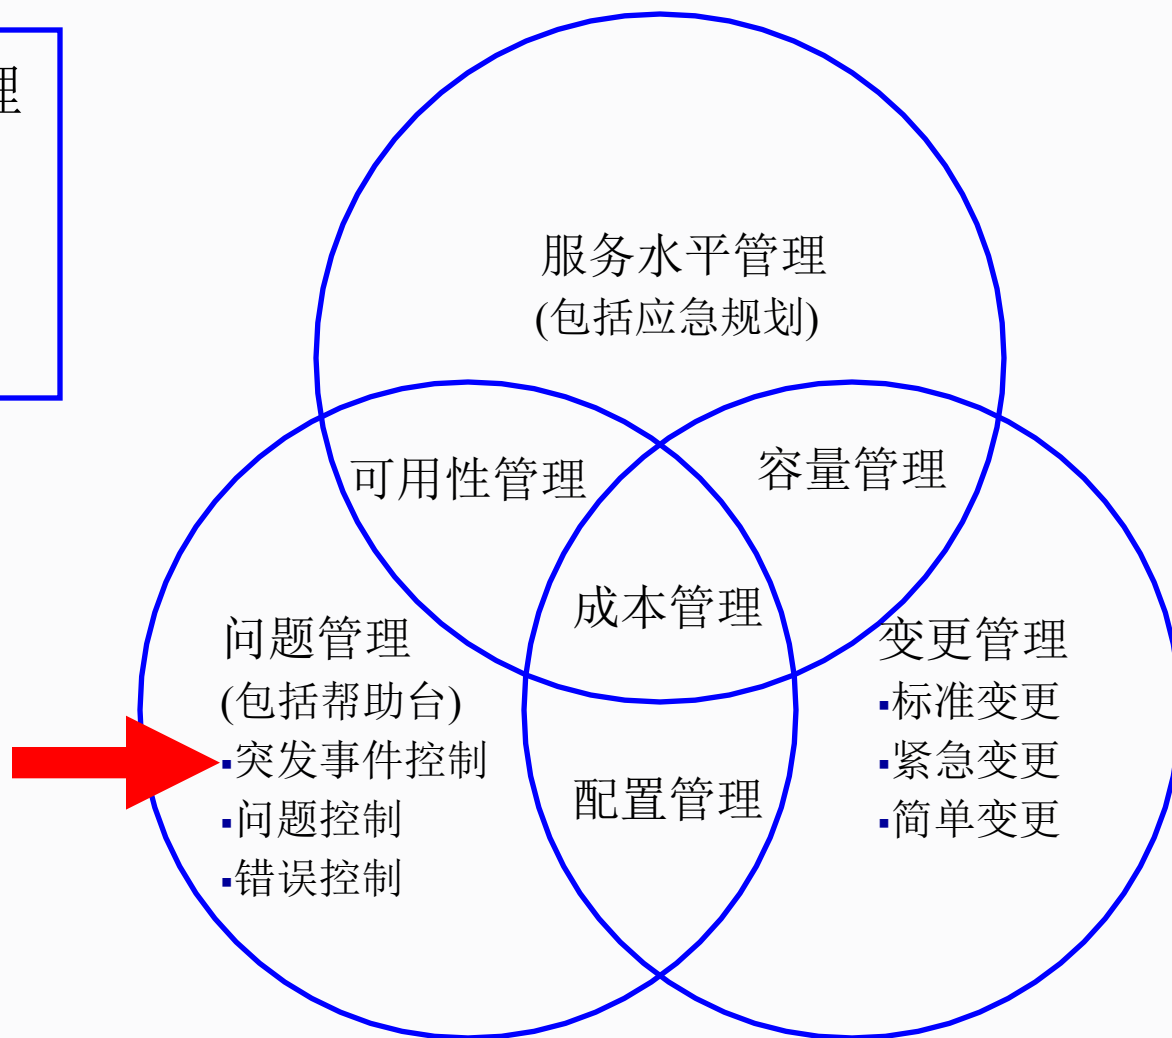 理
服务水平管理
(包括应急规划)
可用性管理
容量管理
成本管理
问题管理
(包括帮助台)
▪突发事件控制
▪问题控制
▪错误控制
变更管理
▪标准变更
▪紧急变更
▪简单变更
配置管理